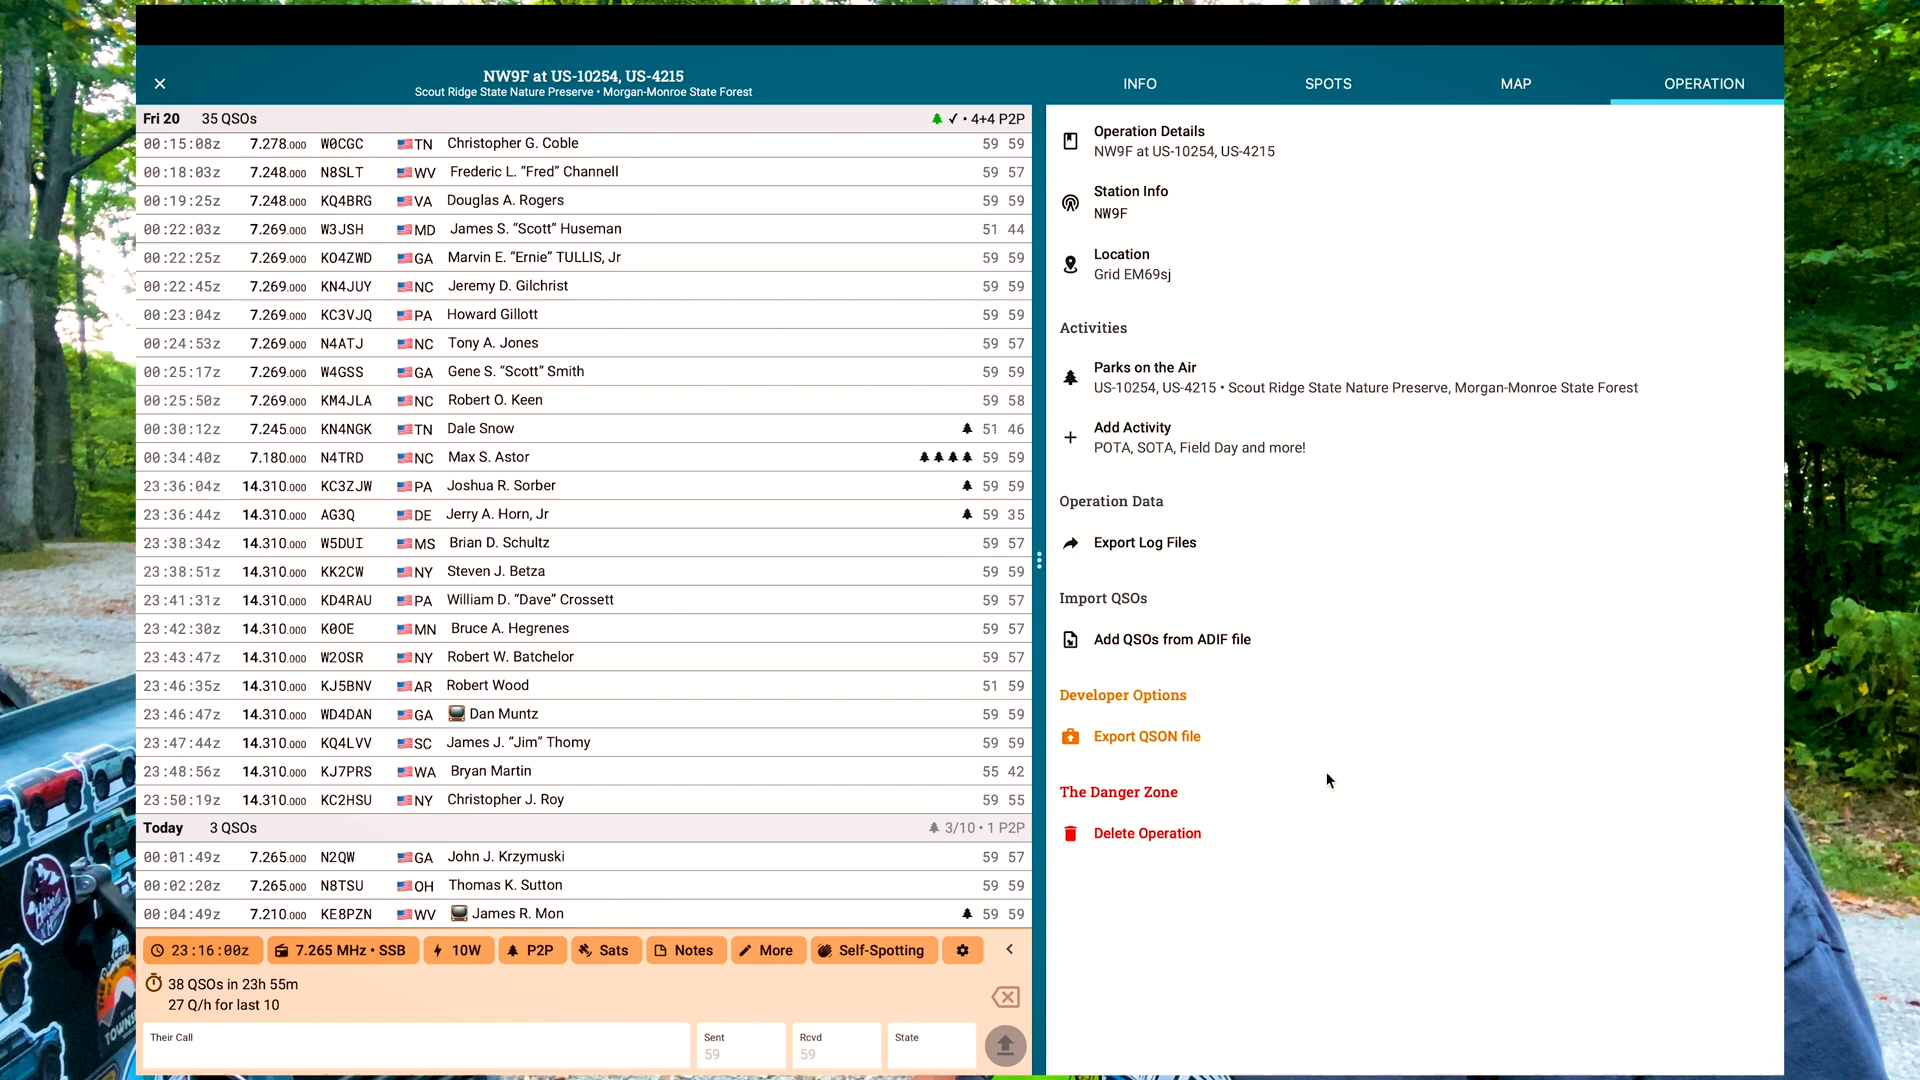 NW9F at US-10254, US-4215
Scout Ridge State Nature Preserve • Morgan-Monroe State Forest
INFO SPOTS MAP OPERATION
Fri 20 35 QSOs ✓ • 4+4 P2P
00:15:08z 7.278.000 W0CGC TN Christopher G. Coble 59 59
00:18:03z 7.248.000 N8SLT WV Frederic L. “Fred” Channell 59 57
00:19:25z 7.248.000 KQ4BRG VA Douglas A. Rogers 59 59
00:22:03z 7.269.000 W3JSH MD James S. “Scott” Huseman 51 44
00:22:25z 7.269.000 KO4ZWD GA Marvin E. “Ernie” TULLIS, Jr 59 59
00:22:45z 7.269.000 KN4JUY NC Jeremy D. Gilchrist 59 59
00:23:04z 7.269.000 KC3VJQ PA Howard Gillott 59 59
00:24:53z 7.269.000 N4ATJ NC Tony A. Jones 59 57
00:25:17z 7.269.000 W4GSS GA Gene S. “Scott” Smith 59 59
00:25:50z 7.269.000 KM4JLA NC Robert O. Keen 59 58
00:30:12z 7.245.000 KN4NGK TN Dale Snow 51 46
00:34:40z 7.180.000 N4TRD NC Max S. Astor 59 59
23:36:04z 14.310.000 KC3ZJW PA Joshua R. Sorber 59 59
23:36:44z 14.310.000 AG3Q DE Jerry A. Horn, Jr 59 35
23:38:34z 14.310.000 W5DUI MS Brian D. Schultz 59 57
23:38:51z 14.310.000 KK2CW NY Steven J. Betza 59 59
23:41:31z 14.310.000 KD4RAU PA William D. “Dave” Crossett 59 57
23:42:30z 14.310.000 K0OE MN Bruce A. Hegrenes 59 57
23:43:47z 14.310.000 W2OSR NY Robert W. Batchelor 59 57
23:46:35z 14.310.000 KJ5BNV AR Robert Wood 51 59
23:46:47z 14.310.000 WD4DAN GA Dan Muntz 59 59
23:47:44z 14.310.000 KQ4LVV SC James J. “Jim” Thomy 59 59
23:48:56z 14.310.000 KJ7PRS WA Bryan Martin 55 42
23:50:19z 14.310.000 KC2HSU NY Christopher J. Roy 59 55
Today 3 QSOs 3/10 • 1 P2P
00:01:49z 7.265.000 N2QW GA John J. Krzymuski 59 57
00:02:20z 7.265.000 N8TSU OH Thomas K. Sutton 59 59
00:04:49z 7.210.000 KE8PZN WV James R. Mon 59 59
23:16:00z 7.265 MHz • SSB 10W P2P Sats Notes More Self-Spotting
38 QSOs in 23h 55m
27 Q/h for last 10
Their Call Sent Rcvd State
59 59
Operation Details
NW9F at US-10254, US-4215
Station Info
NW9F
Location
Grid EM69sj
Activities
Parks on the Air
US-10254, US-4215 • Scout Ridge State Nature Preserve, Morgan-Monroe State Forest
Add Activity
POTA, SOTA, Field Day and more!
Operation Data
Export Log Files
Import QSOs
Add QSOs from ADIF file
Developer Options
Export QSON file
The Danger Zone
Delete Operation